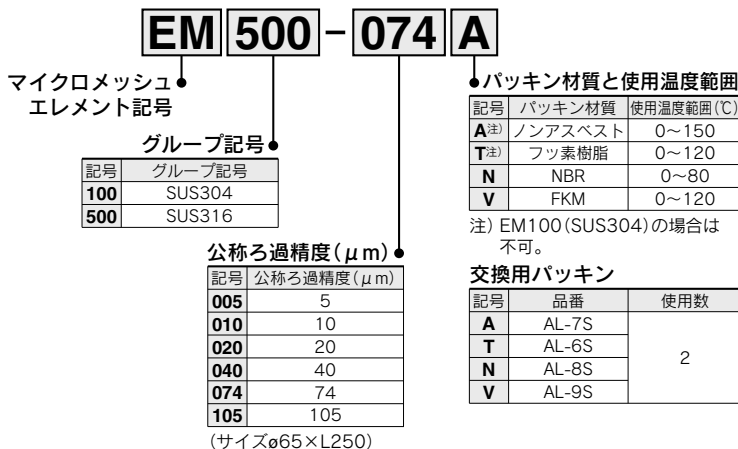 EM 500 - 074 A
マイクロメッシュ
エレメント記号
グループ記号
記号 グループ記号
100 SUS304
500 SUS316
公称ろ過精度(μm)
記号 公称ろ過精度(μm)
005 5
010 10
020 20
040 40
074 74
105 105
(サイズø65×L250)
パッキン材質と使用温度範囲
記号 パッキン材質 使用温度範囲(℃)
A注) ノンアスベスト 0～150
T注) フッ素樹脂 0～120
N NBR 0～80
V FKM 0～120
注) EM100(SUS304)の場合は
不可。
交換用パッキン
記号 品番 使用数
A AL-7S 2
T AL-6S
N AL-8S
V AL-9S